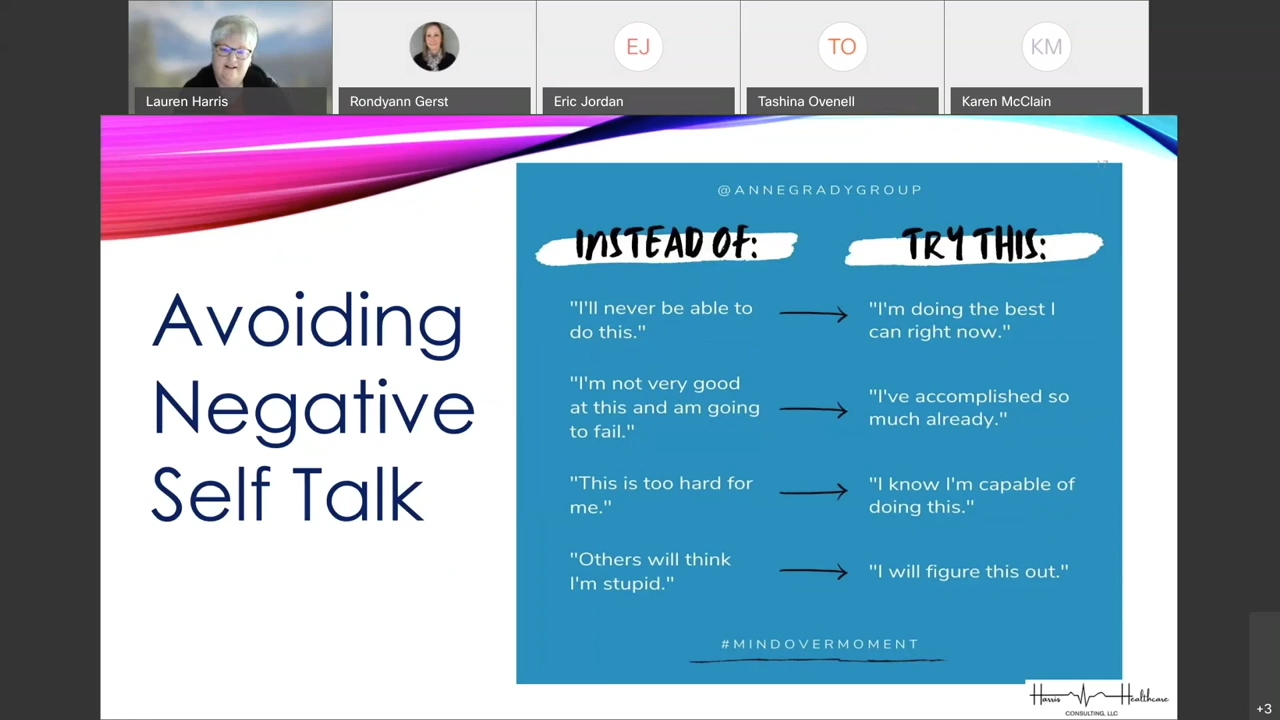 EJ
TO
KM
Lauren Harris
Rondyann Gerst
Eric Jordan
Tashina Ovenell
Karen McClain
17
Avoiding
Negative
Self Talk
@ANNEGRADYGROUP
INSTEAD OF:
TRY THIS:
"I'll never be able to
do this."
"I'm doing the best I
can right now."
"I'm not very good
at this and am going
to fail."
"I've accomplished so
much already."
"This is too hard for
me."
"I know I'm capable of
doing this."
"Others will think
I'm stupid."
"I will figure this out."
#MINDOVERMOMENT
Harris Healthcare
CONSULTING, LLC
+3